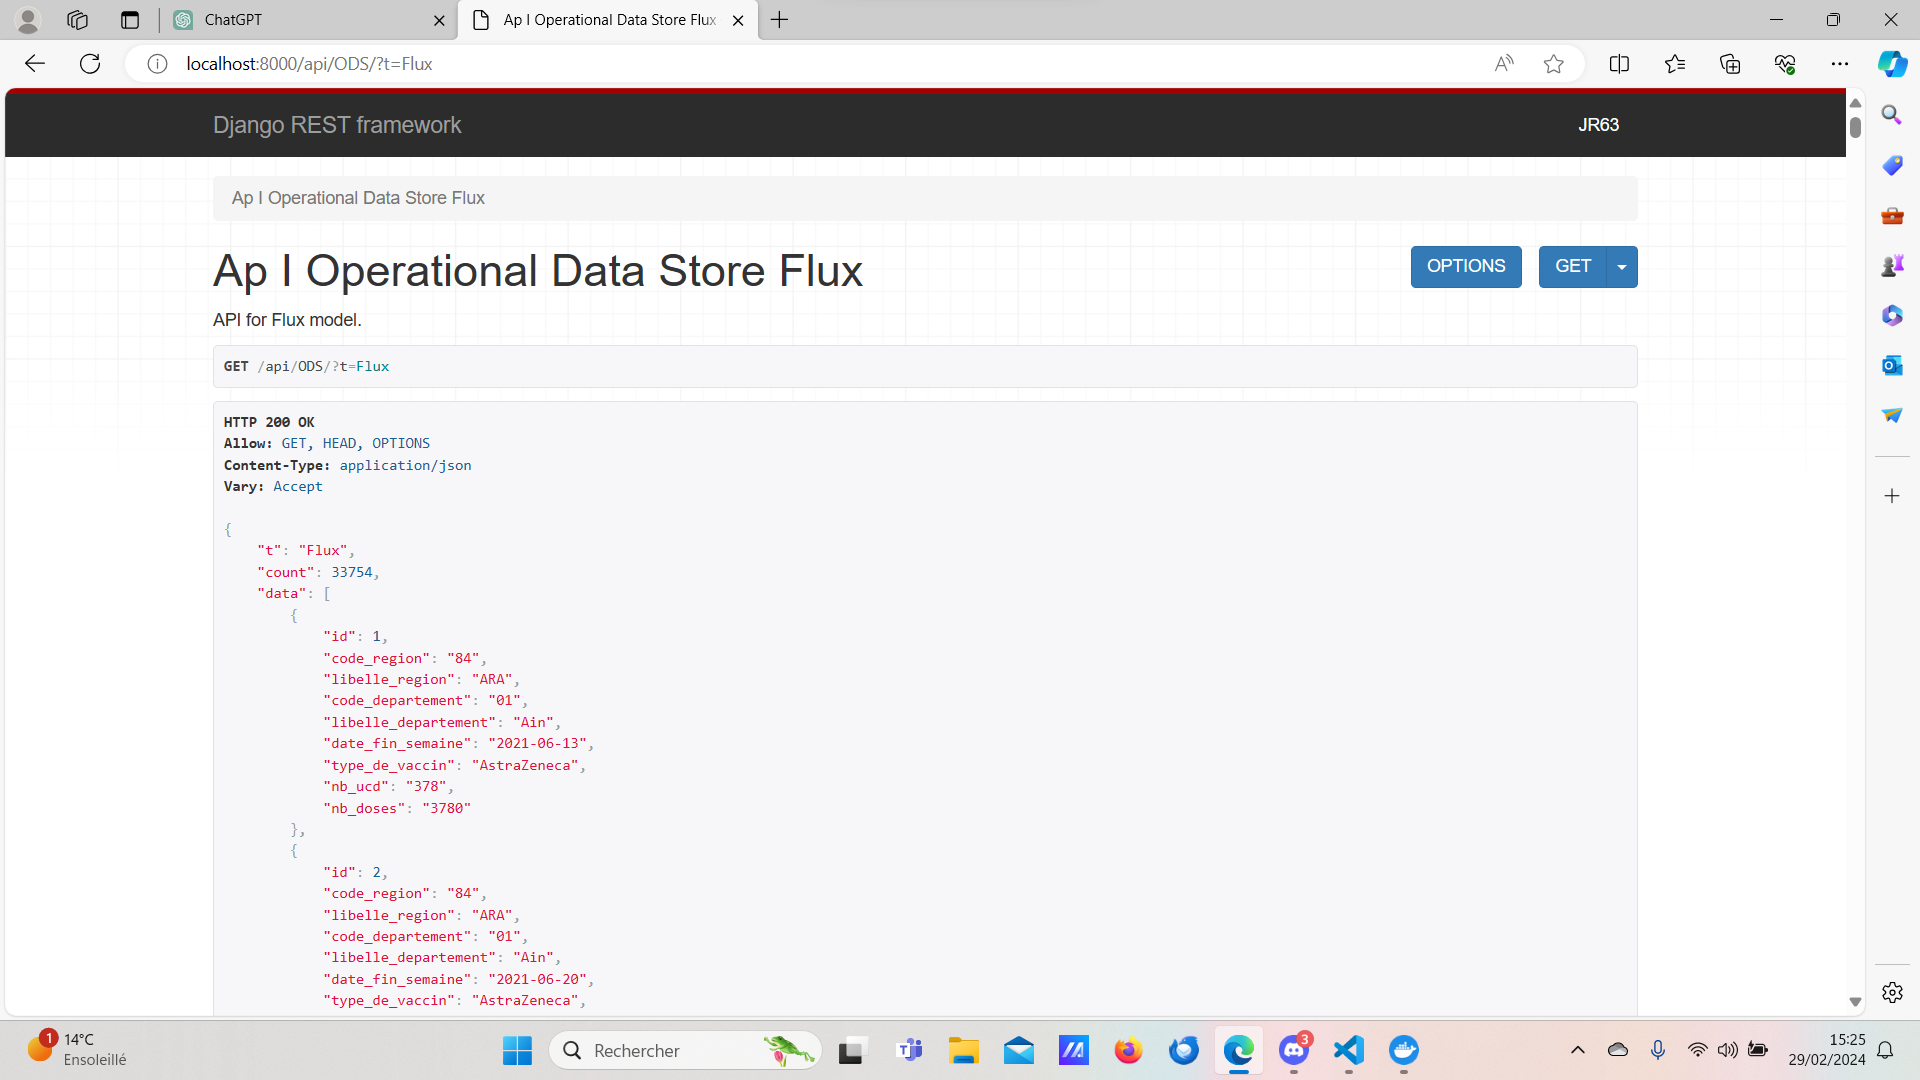 ChatGPT
Ap I Operational Data Store Flux
localhost:8000/api/ODS/?t=Flux
Django REST framework
JR63
Ap I Operational Data Store Flux
Ap I Operational Data Store Flux
OPTIONS
GET
API for Flux model.
GET /api/ODS/?t=Flux
HTTP 200 OK
Allow: GET, HEAD, OPTIONS
Content-Type: application/json
Vary: Accept
{
"t": "Flux",
"count": 33754,
"data": [
{
"id": 1,
"code_region": "84",
"libelle_region": "ARA",
"code_departement": "01",
"libelle_departement": "Ain",
"date_fin_semaine": "2021-06-13",
"type_de_vaccin": "AstraZeneca",
"nb_ucd": "378",
"nb_doses": "3780"
},
{
"id": 2,
"code_region": "84",
"libelle_region": "ARA",
"code_departement": "01",
"libelle_departement": "Ain",
"date_fin_semaine": "2021-06-20",
"type_de_vaccin": "AstraZeneca",
1
14°C
Ensoleillé
Rechercher
3
15:25
29/02/2024